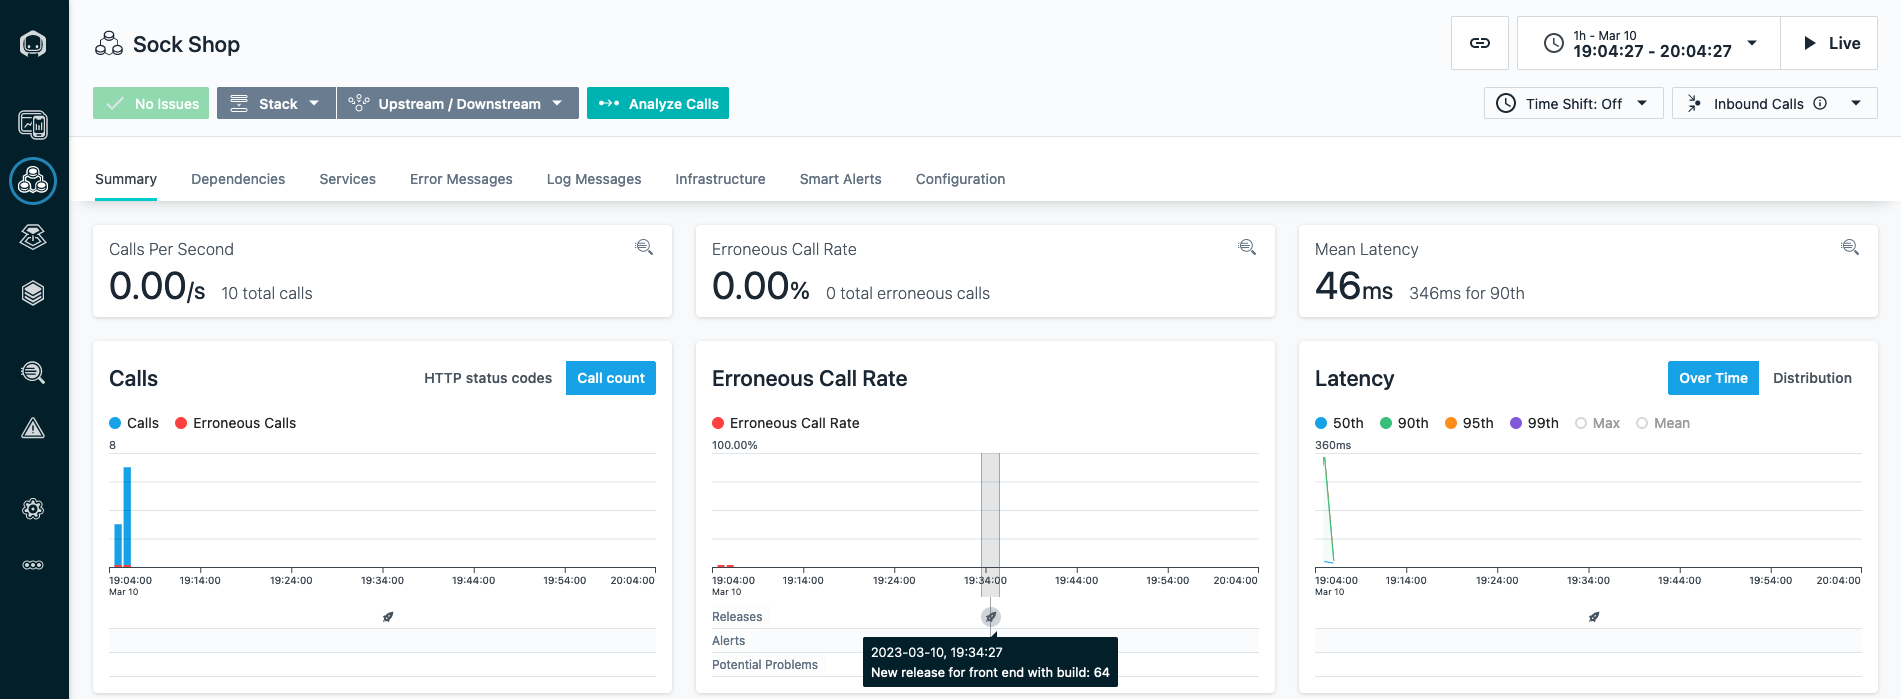 Sock Shop
1h - Mar 10
19:04:27 - 20:04:27
Live
No Issues
Stack
Upstream / Downstream
Analyze Calls
Time Shift: Off
Inbound Calls
Summary
Dependencies
Services
Error Messages
Log Messages
Infrastructure
Smart Alerts
Configuration
Calls Per Second
0.00/s 10 total calls
Erroneous Call Rate
0.00% 0 total erroneous calls
Mean Latency
46ms 346ms for 90th
Calls
HTTP status codes
Call count
Calls Erroneous Calls
8
19:04:00 19:14:00 19:24:00 19:34:00 19:44:00 19:54:00 20:04:00
Mar 10
Erroneous Call Rate
Erroneous Call Rate
100.00%
19:04:00 19:14:00 19:24:00 19:34:00 19:44:00 19:54:00 20:04:00
Mar 10
Releases
Alerts
Potential Problems
2023-03-10, 19:34:27
New release for front end with build: 64
Latency
Over Time
Distribution
50th 90th 95th 99th Max Mean
360ms
19:04:00 19:14:00 19:24:00 19:34:00 19:44:00 19:54:00 20:04:00
Mar 10